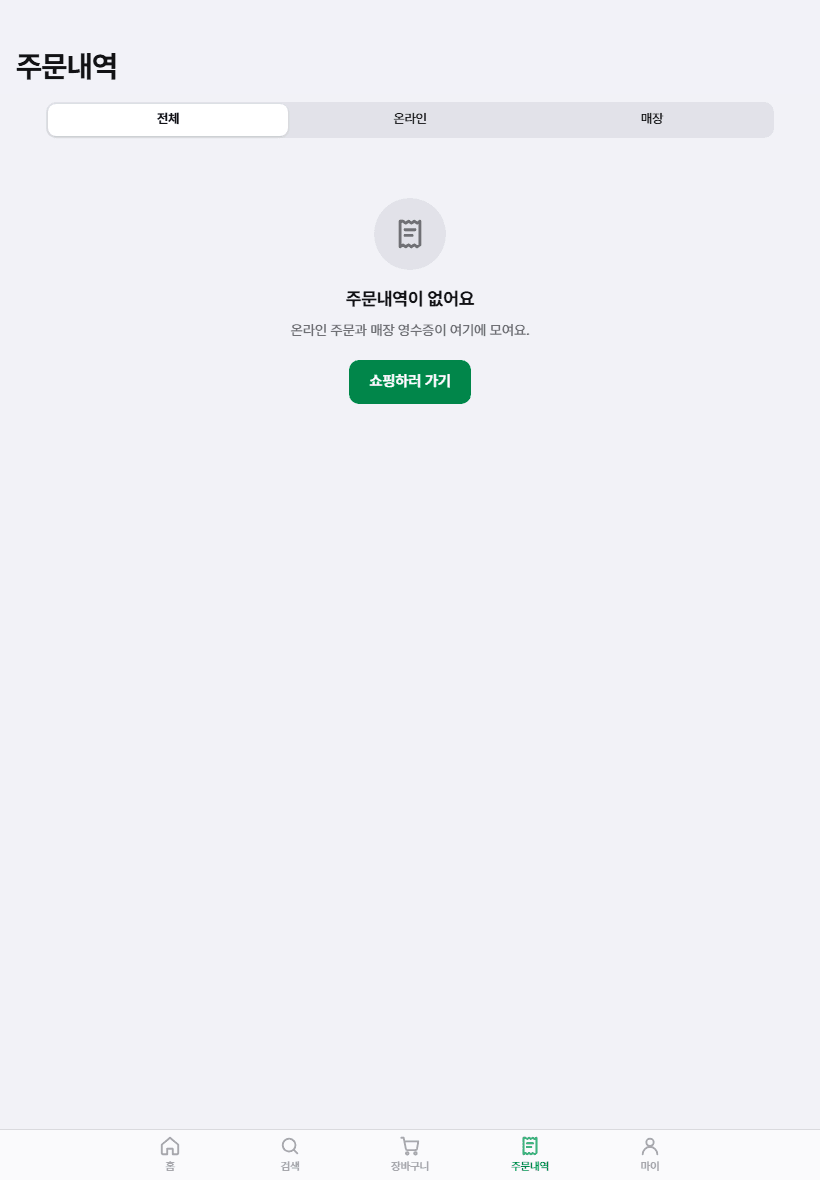 주문내역
전체 온라인 매장
주문내역이 없어요
온라인 주문과 매장 영수증이 여기에 모여요.
쇼핑하러 가기
홈 검색 장바구니 주문내역 마이